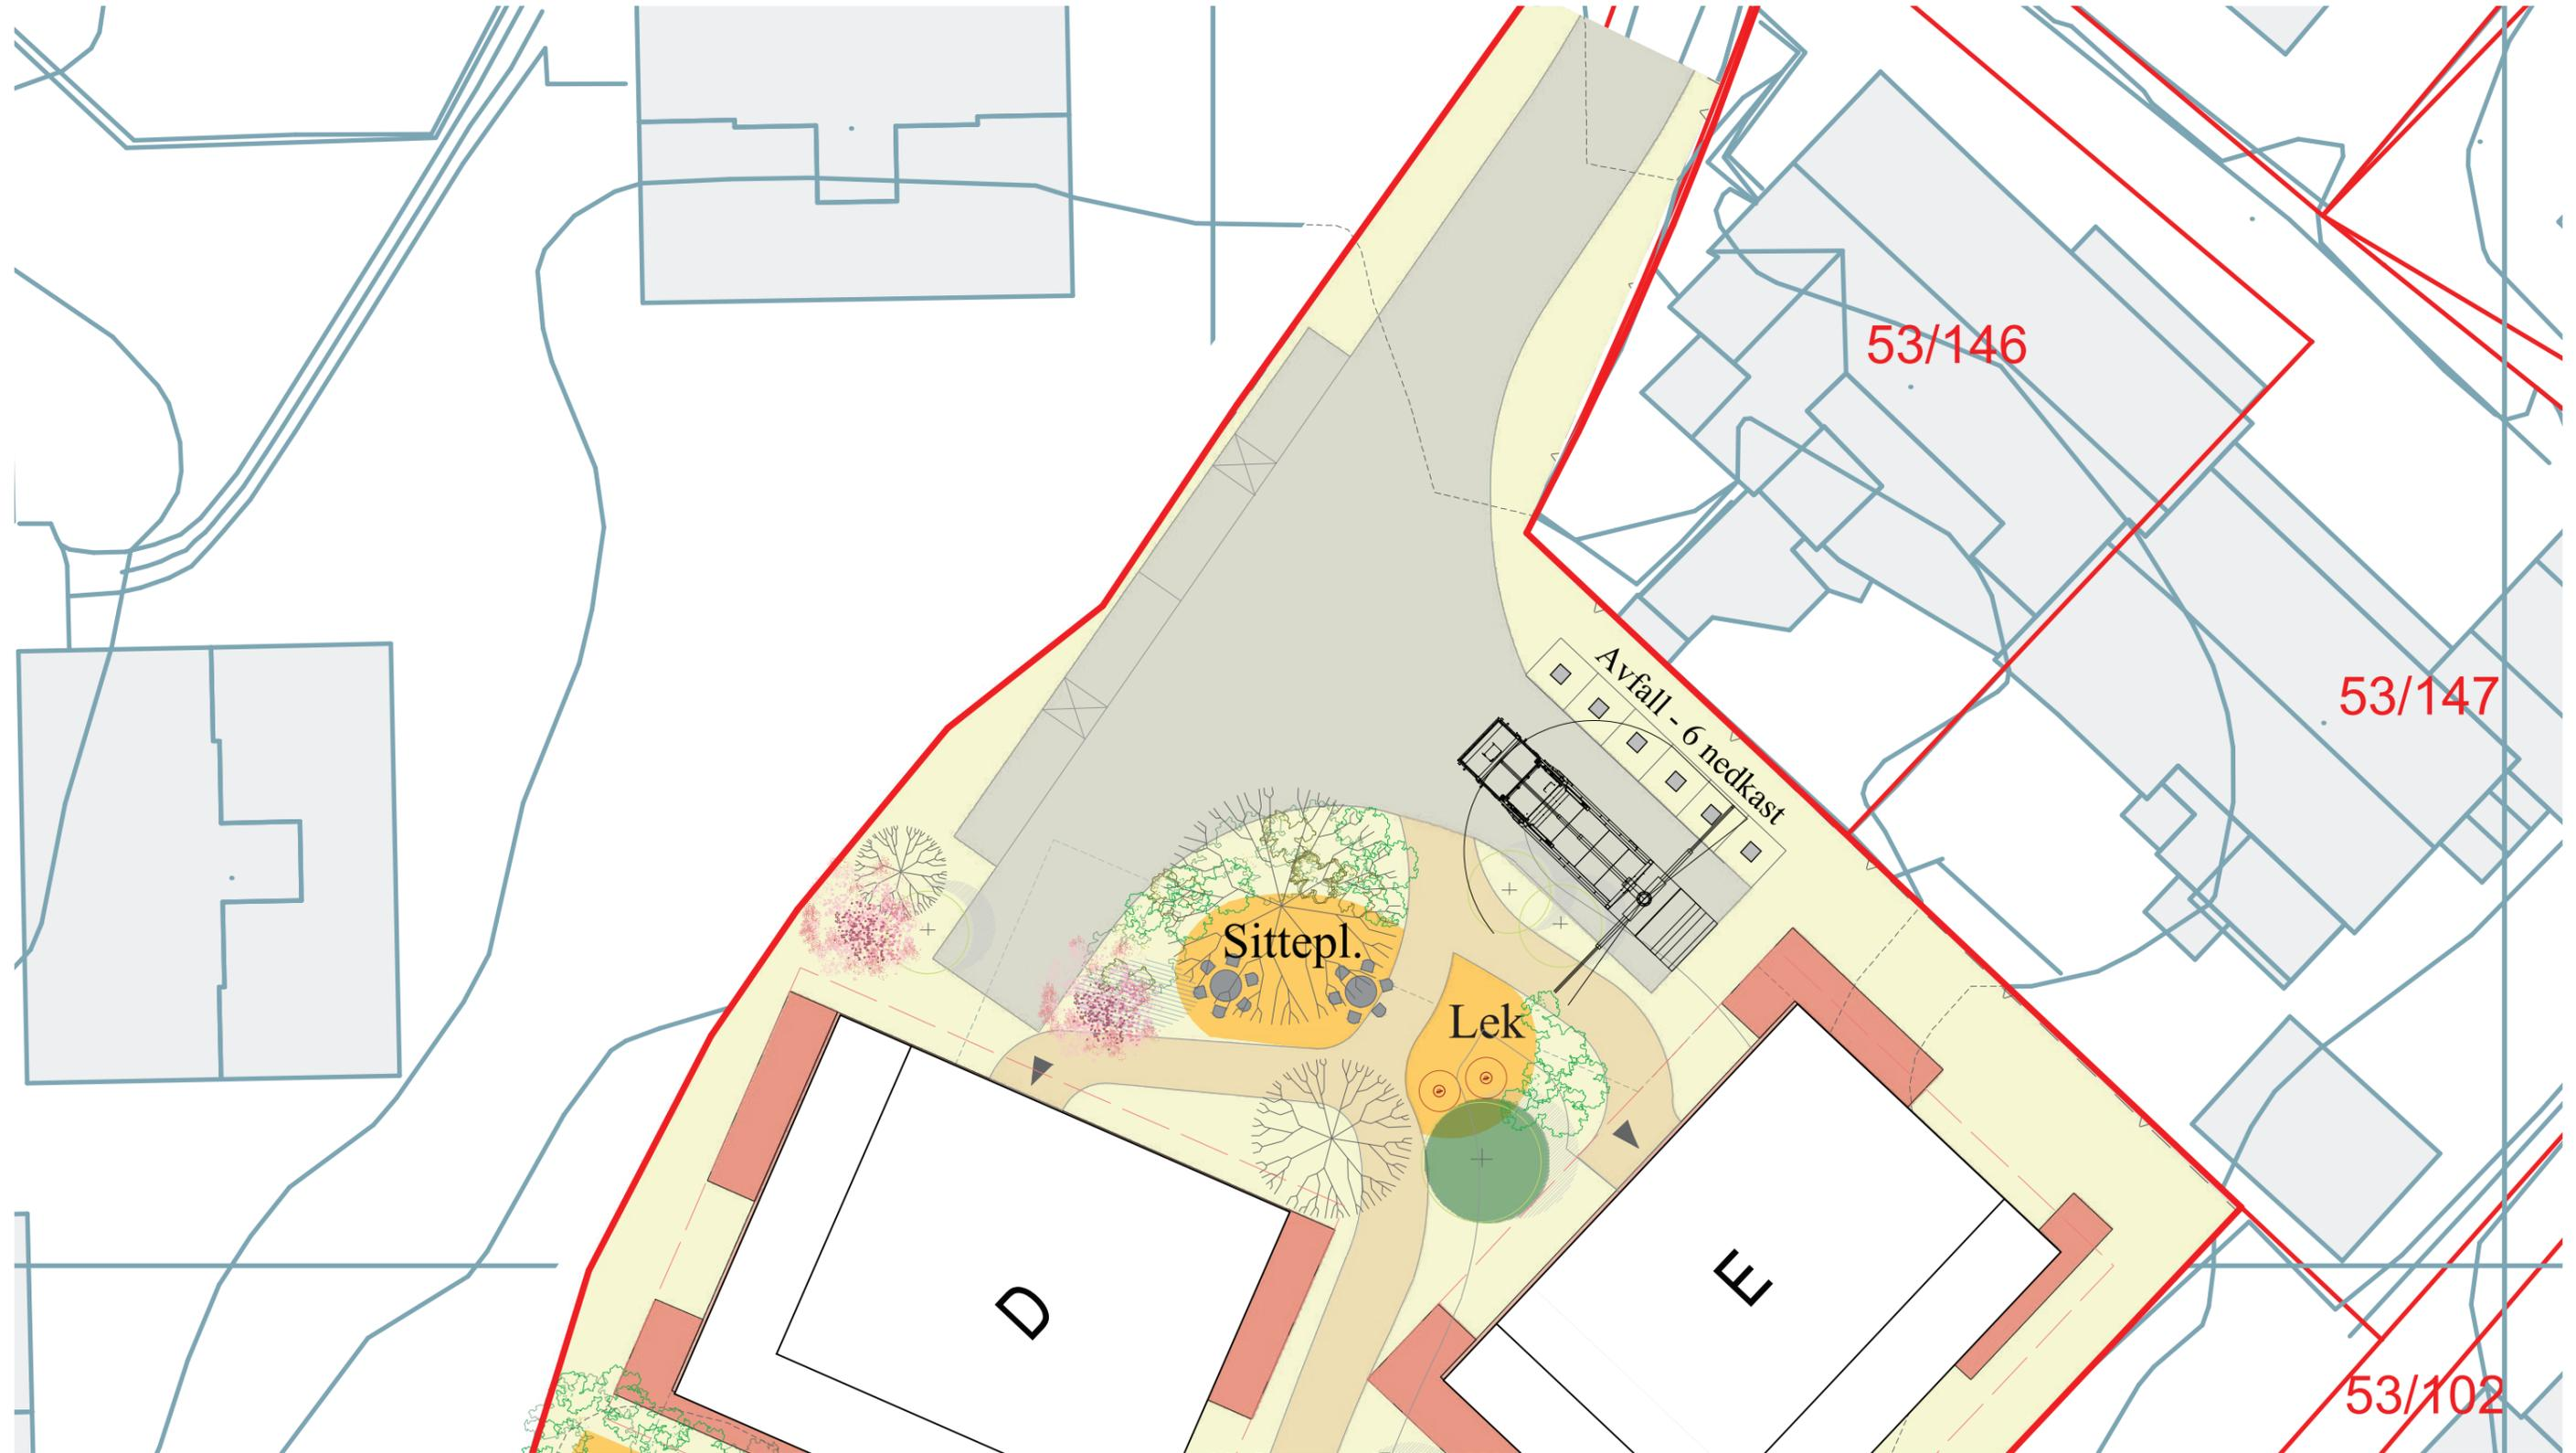 53/146
53/147
Avfall - 6 nedkast
Sittepl.
Lek
D
E
53/102